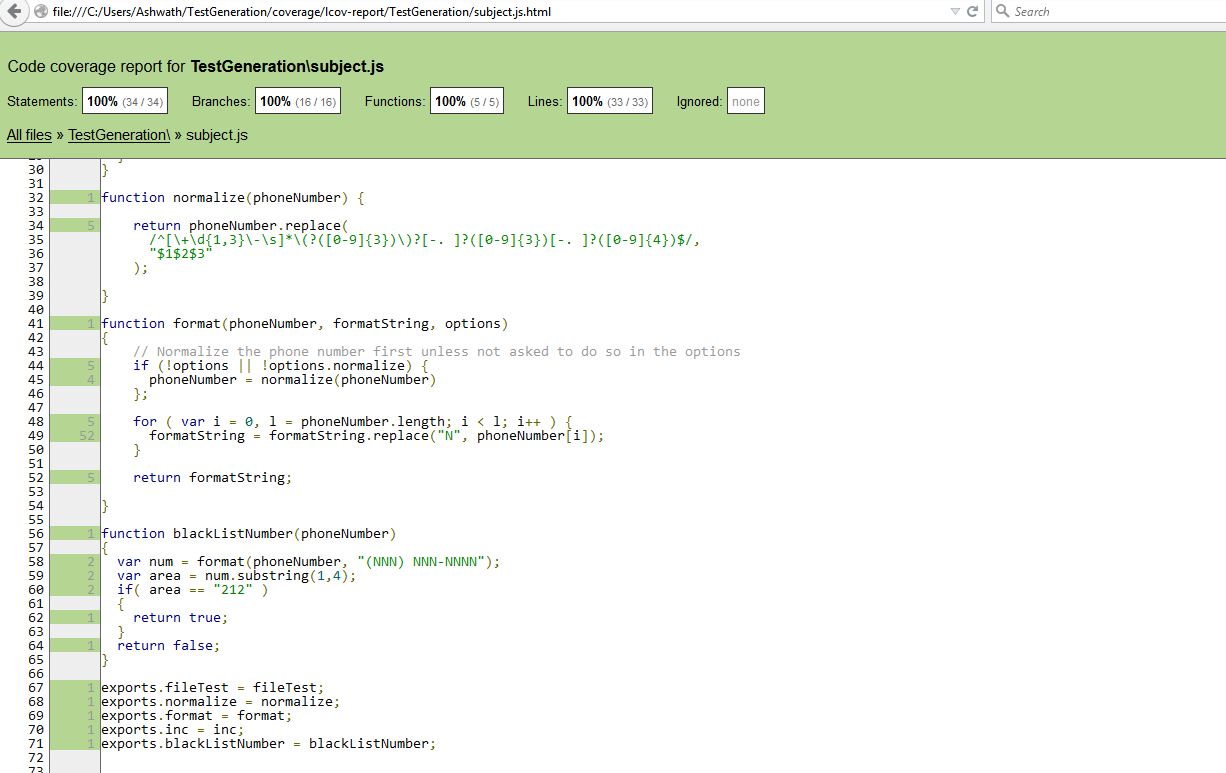 file:///C:/Users/Ashwath/TestGeneration/coverage/lcov-report/TestGeneration/subject.js.html
Search
Code coverage report for TestGeneration\subject.js
Statements: 100% (34 / 34) Branches: 100% (16 / 16) Functions: 100% (5 / 5) Lines: 100% (33 / 33) Ignored: none
All files » TestGeneration\ » subject.js
30 }
31
32 1 function normalize(phoneNumber) {
33
34 5 return phoneNumber.replace(
35 /^[\+\d{1,3}\-\s]*\(?([0-9]{3})\)?[-. ]?([0-9]{3})[-. ]?([0-9]{4})$/,
36 "$1$2$3"
37 );
38
39 }
40
41 1 function format(phoneNumber, formatString, options)
42 {
43 // Normalize the phone number first unless not asked to do so in the options
44 5 if (!options || !options.normalize) {
45 4 phoneNumber = normalize(phoneNumber)
46 };
47
48 5 for ( var i = 0, l = phoneNumber.length; i < l; i++ ) {
49 52 formatString = formatString.replace("N", phoneNumber[i]);
50 }
51
52 5 return formatString;
53
54 }
55
56 1 function blackListNumber(phoneNumber)
57 {
58 2 var num = format(phoneNumber, "(NNN) NNN-NNNN");
59 2 var area = num.substring(1,4);
60 2 if( area == "212" )
61 {
62 1 return true;
63 }
64 1 return false;
65 }
66
67 1 exports.fileTest = fileTest;
68 1 exports.normalize = normalize;
69 1 exports.format = format;
70 1 exports.inc = inc;
71 1 exports.blackListNumber = blackListNumber;
72
73